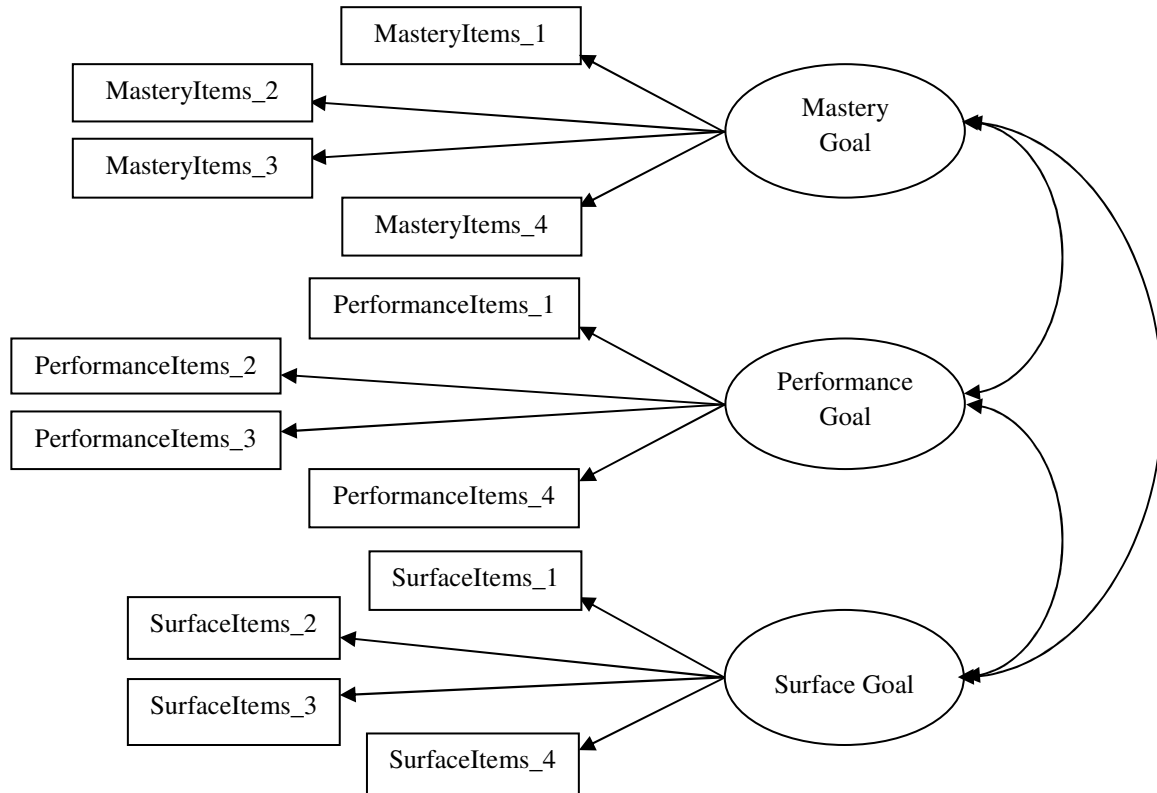 MasteryItems_1
MasteryItems_2
MasteryItems_3
MasteryItems_4
Mastery
Goal
PerformanceItems_1
PerformanceItems_2
PerformanceItems_3
PerformanceItems_4
Performance
Goal
SurfaceItems_1
SurfaceItems_2
SurfaceItems_3
SurfaceItems_4
Surface Goal